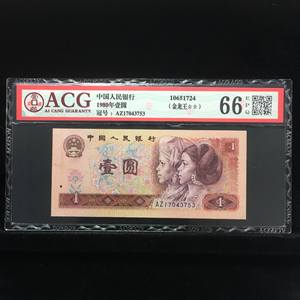 ACG
AI CANG GUARANTY
中国人民银行
1980年壹圆
冠号：AZ17043753
10651724
（金龙王☆☆）
66 EPQ
中国人民银行
1
壹圆
1
AZ17043753